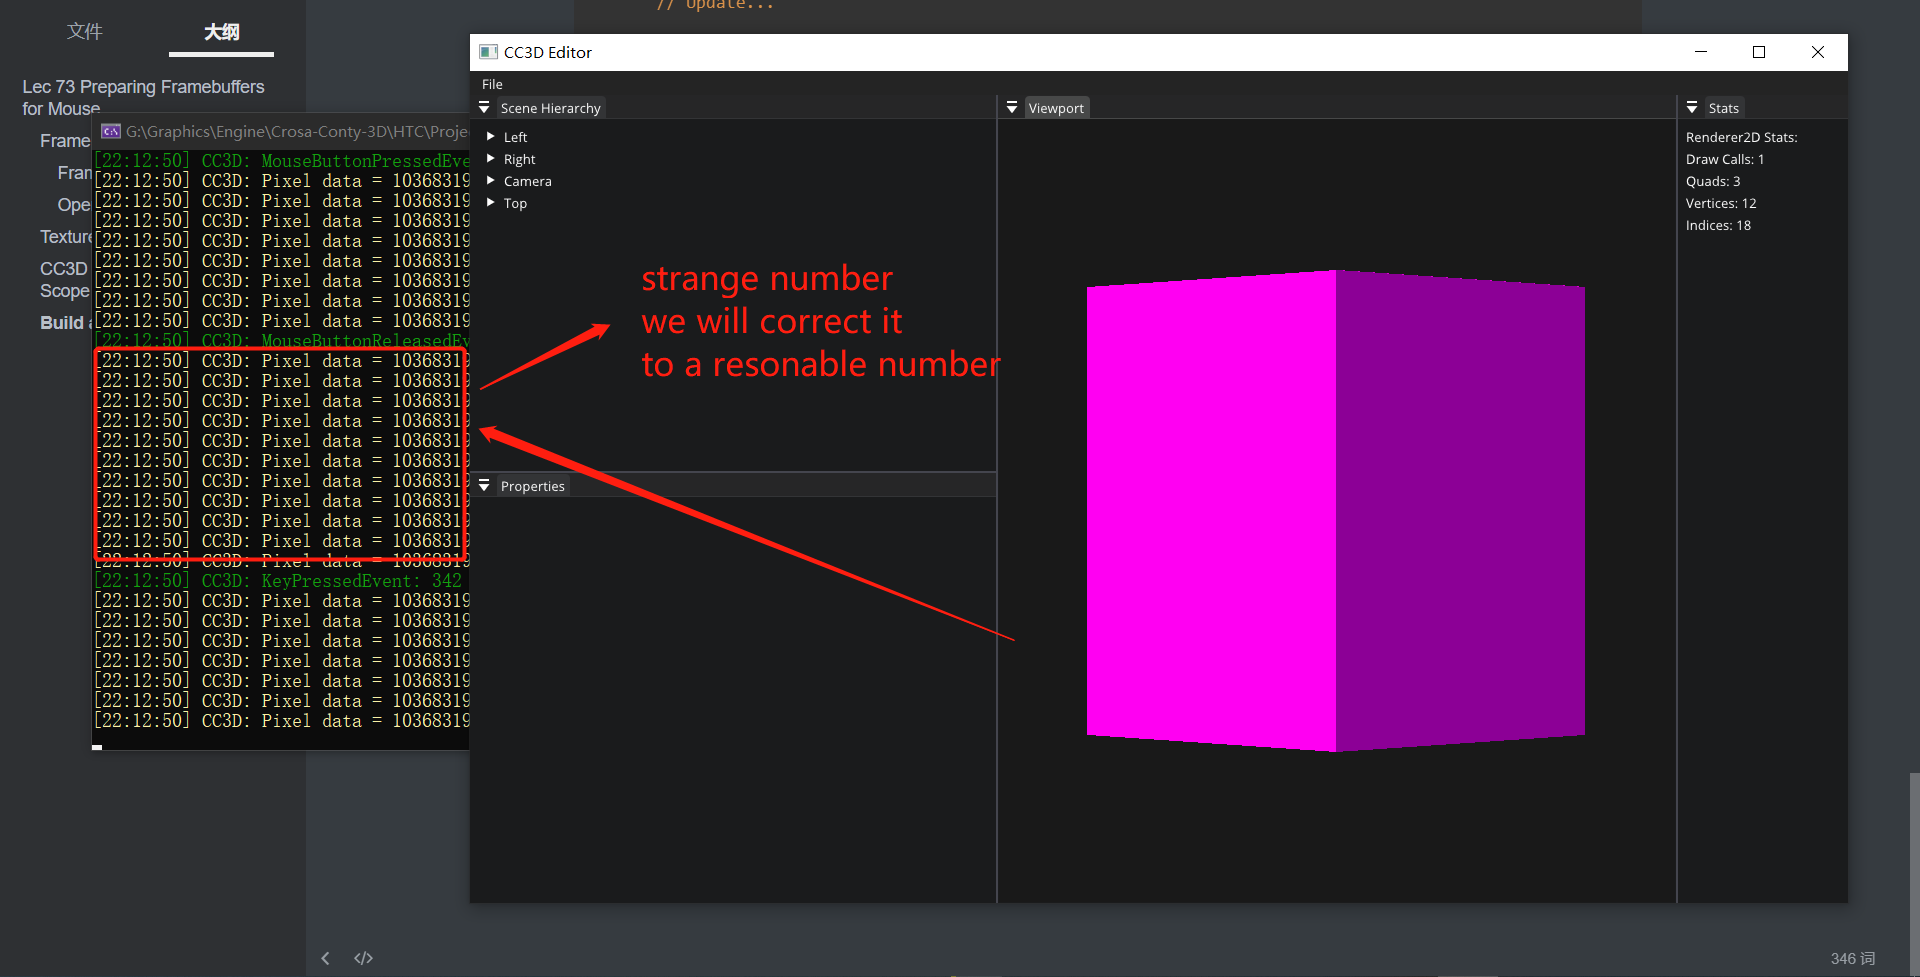 // Update...
文件
大纲
Lec 73 Preparing Framebuffers
for Mouse
Frame
Fran
Ope
Texture
CC3D
Scope
Build a
G:\Graphics\Engine\Crosa-Conty-3D\HTC\Proje
[22:12:50] CC3D: MouseButtonPressedEve
[22:12:50] CC3D: Pixel data = 10368319
[22:12:50] CC3D: Pixel data = 10368319
[22:12:50] CC3D: Pixel data = 10368319
[22:12:50] CC3D: Pixel data = 10368319
[22:12:50] CC3D: Pixel data = 10368319
[22:12:50] CC3D: Pixel data = 10368319
[22:12:50] CC3D: Pixel data = 10368319
[22:12:50] CC3D: Pixel data = 10368319
[22:12:50] CC3D: MouseButtonReleasedEv
[22:12:50] CC3D: Pixel data = 10368319
[22:12:50] CC3D: Pixel data = 10368319
[22:12:50] CC3D: Pixel data = 10368319
[22:12:50] CC3D: Pixel data = 10368319
[22:12:50] CC3D: Pixel data = 10368319
[22:12:50] CC3D: Pixel data = 10368319
[22:12:50] CC3D: Pixel data = 10368319
[22:12:50] CC3D: Pixel data = 10368319
[22:12:50] CC3D: Pixel data = 10368319
[22:12:50] CC3D: Pixel data = 10368319
[22:12:50] CC3D: Pixel data = 10368319
[22:12:50] CC3D: KeyPressedEvent: 342
[22:12:50] CC3D: Pixel data = 10368319
[22:12:50] CC3D: Pixel data = 10368319
[22:12:50] CC3D: Pixel data = 10368319
[22:12:50] CC3D: Pixel data = 10368319
[22:12:50] CC3D: Pixel data = 10368319
[22:12:50] CC3D: Pixel data = 10368319
[22:12:50] CC3D: Pixel data = 10368319
CC3D Editor
File
Scene Hierarchy
Left
Right
Camera
Top
strange number
we will correct it
to a resonable number
Properties
Viewport
Stats
Renderer2D Stats:
Draw Calls: 1
Quads: 3
Vertices: 12
Indices: 18
346 词